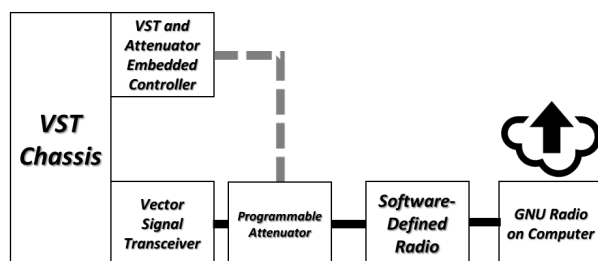 VST and
Attenuator
Embedded
Controller
VST
Chassis
Vector
Signal
Transceiver
Programmable
Attenuator
Software-
Defined
Radio
GNU Radio
on Computer